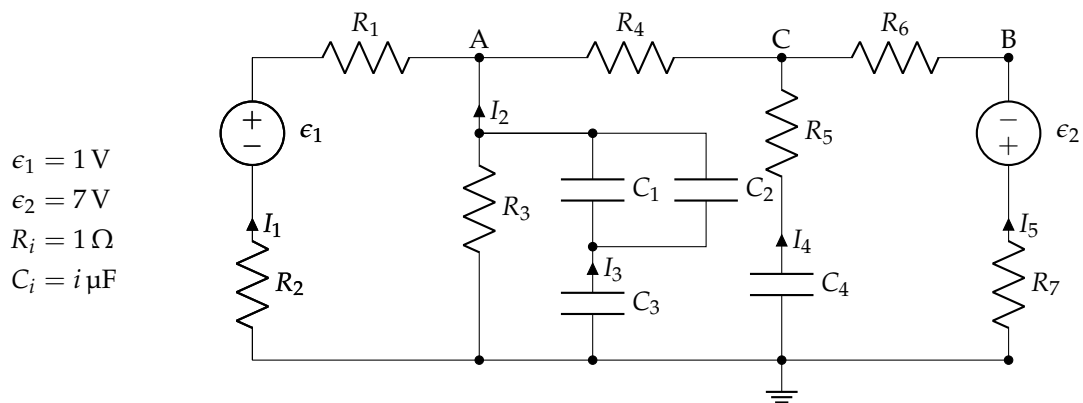 R₁
A
R₄
C
R₆
B
I₂
+
−
ϵ₁
−
+
ϵ₂
ϵ₁ = 1 V
ϵ₂ = 7 V
Rᵢ = 1 Ω
Cᵢ = i µF
R₅
C₁
C₂
R₃
I₁
I₄
I₅
I₃
R₂
C₃
C₄
R₇